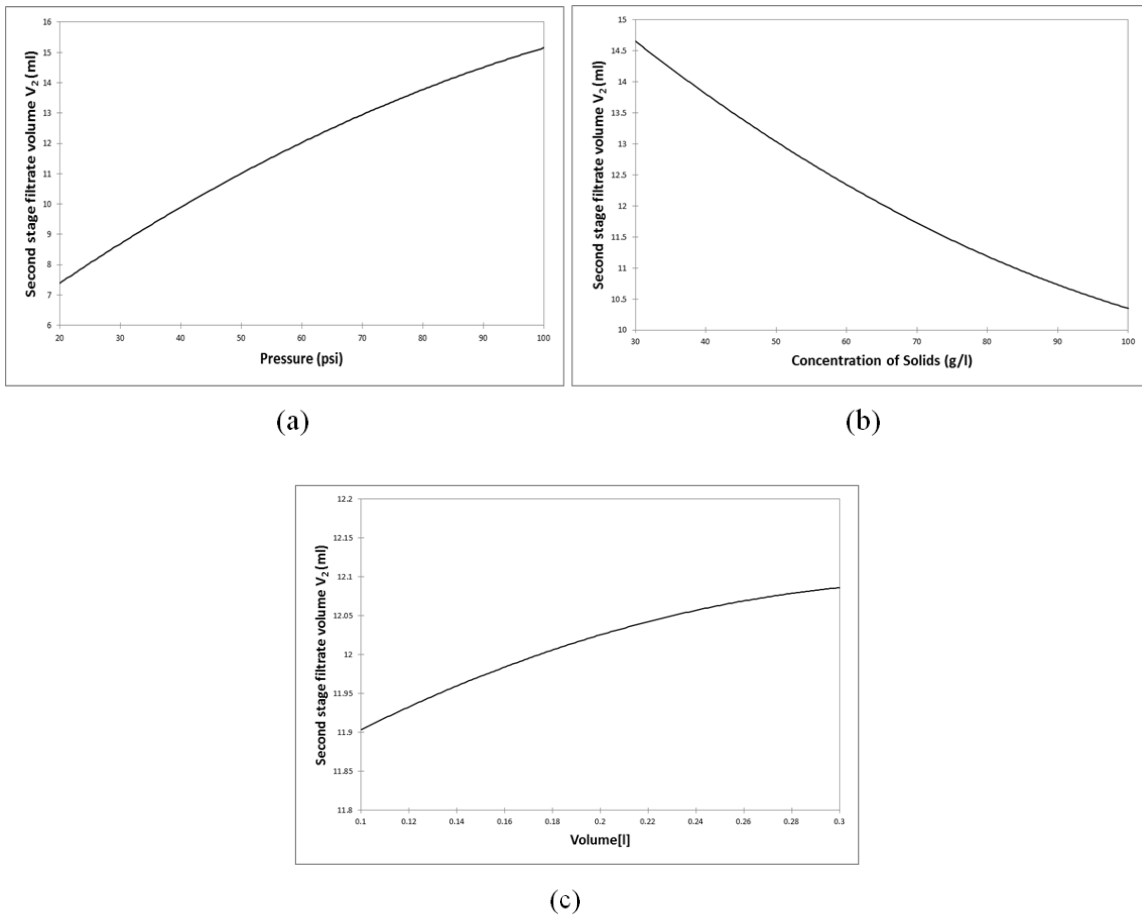 Second stage filtrate volume V₂ (ml)
16
15
14
13
12
11
10
9
8
7
6
20 30 40 50 60 70 80 90 100
Pressure (psi)
(a)
Second stage filtrate volume V₂ (ml)
15
14.5
14
13.5
13
12.5
12
11.5
11
10.5
10
30 40 50 60 70 80 90 100
Concentration of Solids (g/l)
(b)
Second stage filtrate volume V₂ (ml)
12.2
12.15
12.1
12.05
12
11.95
11.9
11.85
11.8
0.1 0.12 0.14 0.16 0.18 0.2 0.22 0.24 0.26 0.28 0.3
Volume[l]
(c)